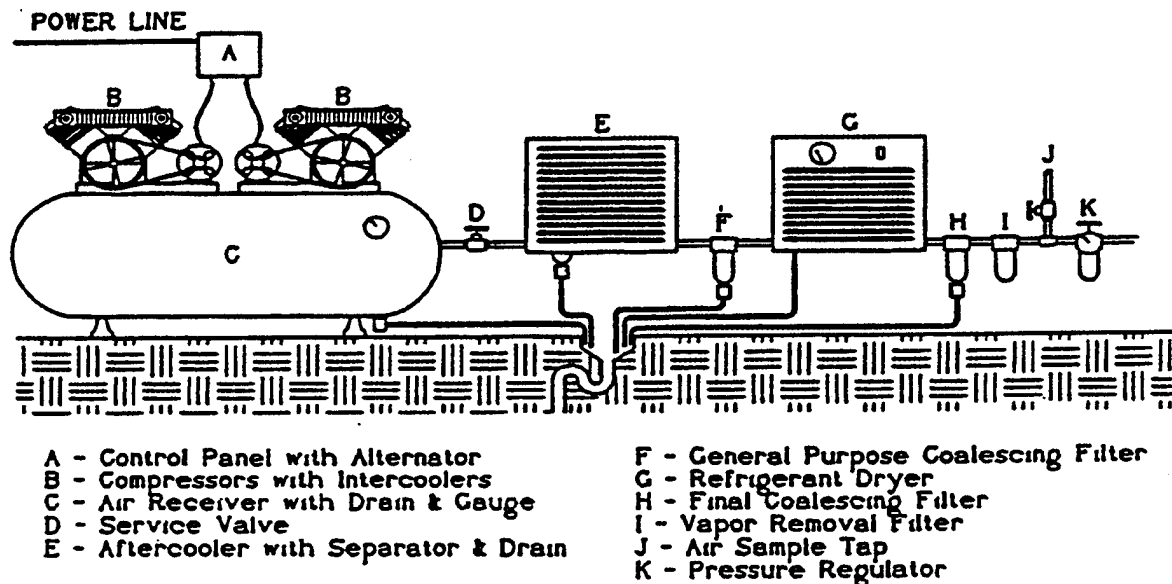 POWER LINE
A
B
B
E
G
J
D
F
H
I
K
C
A - Control Panel with Alternator
B - Compressors with Intercoolers
C - Air Receiver with Drain & Gauge
D - Service Valve
E - Aftercooler with Separator & Drain
F - General Purpose Coalescing Filter
G - Refrigerant Dryer
H - Final Coalescing Filter
I - Vapor Removal Filter
J - Air Sample Tap
K - Pressure Regulator